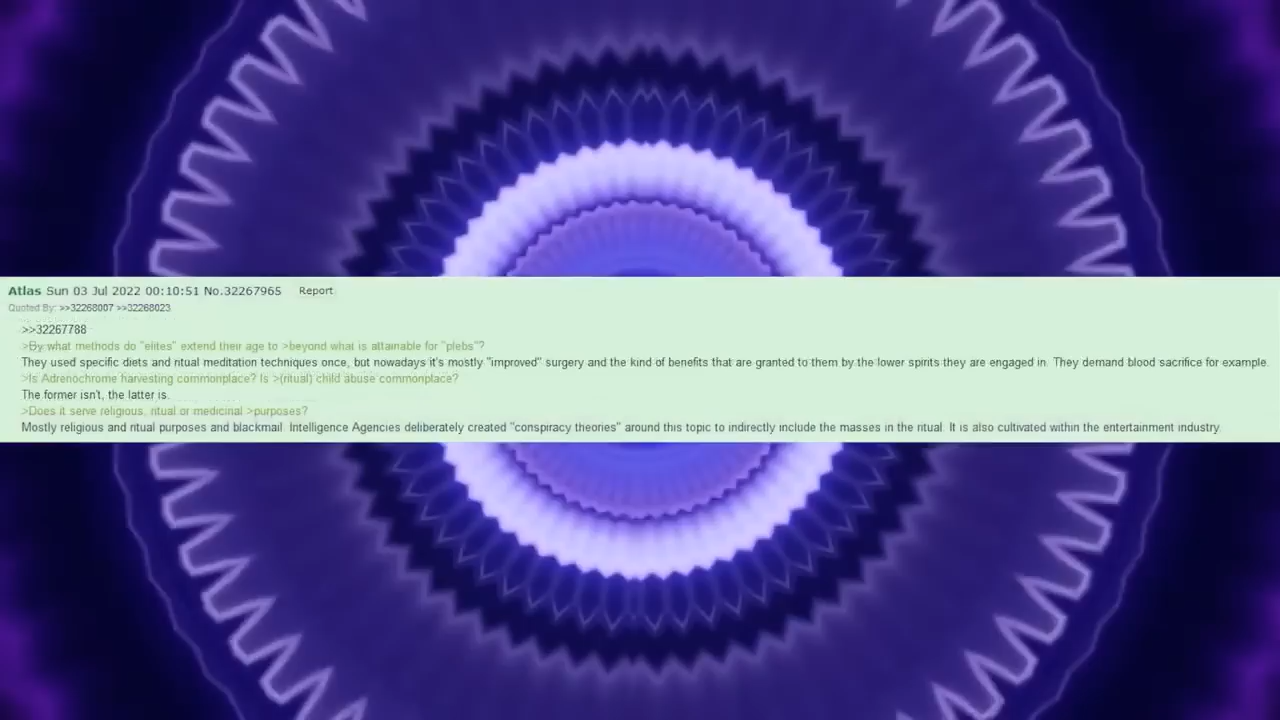 Atlas Sun 03 Jul 2022 00:10:51 No.32267965 Report
Quoted By: >>32268007 >>32268023
>>32267788
>By what methods do "elites" extend their age to >beyond what is attainable for "plebs"?
They used specific diets and ritual meditation techniques once, but nowadays it's mostly "improved" surgery and the kind of benefits that are granted to them by the lower spirits they are engaged in. They demand blood sacrifice for example.
>Is Adrenochrome harvesting commonplace? Is >(ritual) child abuse commonplace?
The former isn't, the latter is.
>Does it serve religious, ritual or medicinal >purposes?
Mostly religious and ritual purposes and blackmail. Intelligence Agencies deliberately created "conspiracy theories" around this topic to indirectly include the masses in the ritual. It is also cultivated within the entertainment industry.